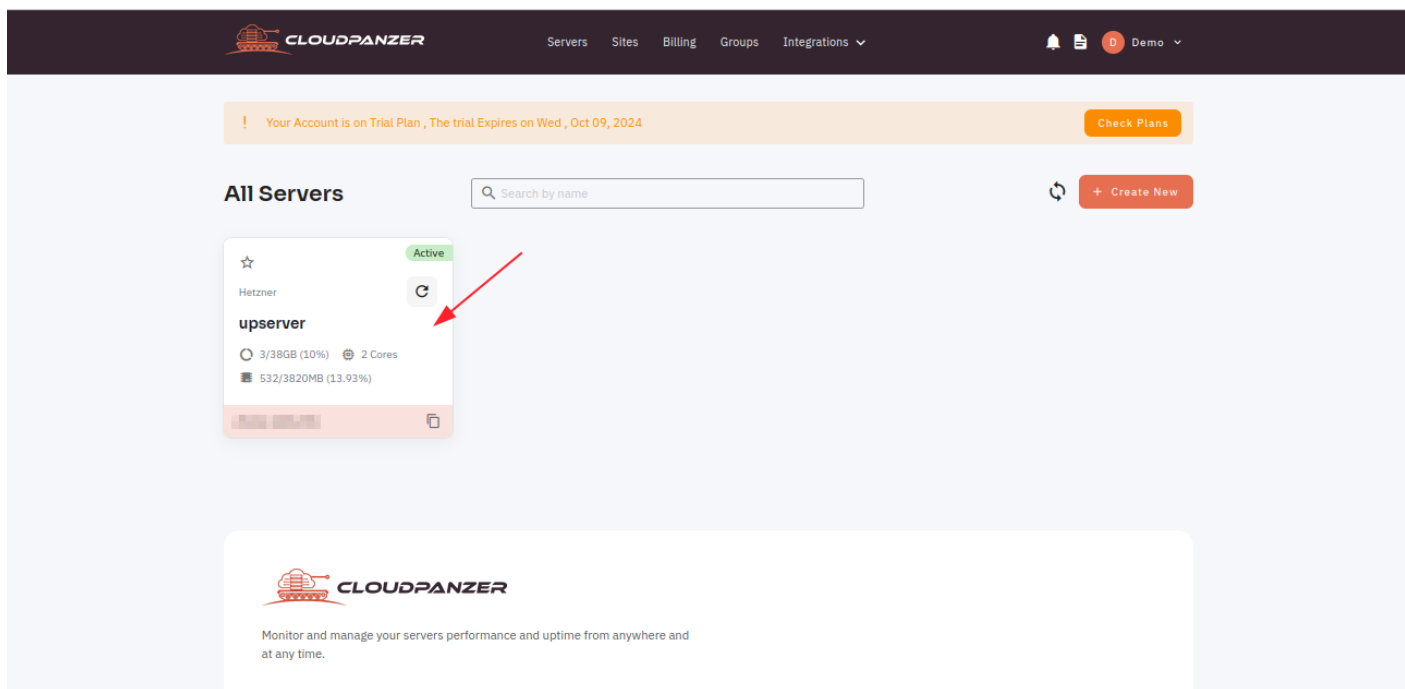 CLOUDPANZER
Servers Sites Billing Groups Integrations
D Demo
! Your Account is on Trial Plan , The trial Expires on Wed , Oct 09, 2024
Check Plans
All Servers
Search by name
+ Create New
Active
Hetzner
upserver
3/38GB (10%) 2 Cores
532/3820MB (13.93%)
CLOUDPANZER
Monitor and manage your servers performance and uptime from anywhere and
at any time.